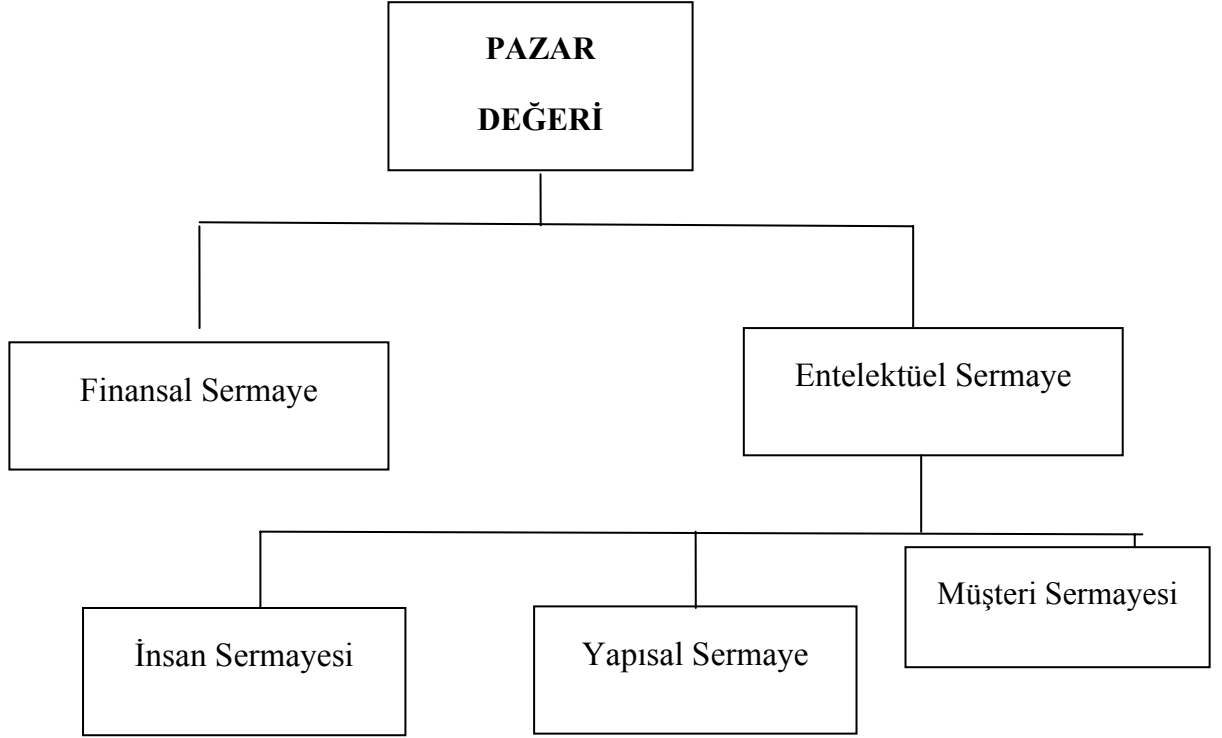 PAZAR
DEĞERİ
Finansal Sermaye
Entelektüel Sermaye
İnsan Sermayesi
Yapısal Sermaye
Müşteri Sermayesi